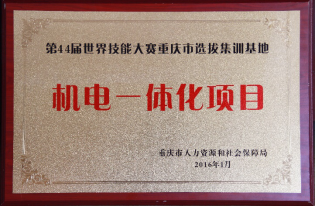 第44届世界技能大赛重庆市选拔集训基地
机电一体化项目
重庆市人力资源和社会保障局
2016年1月